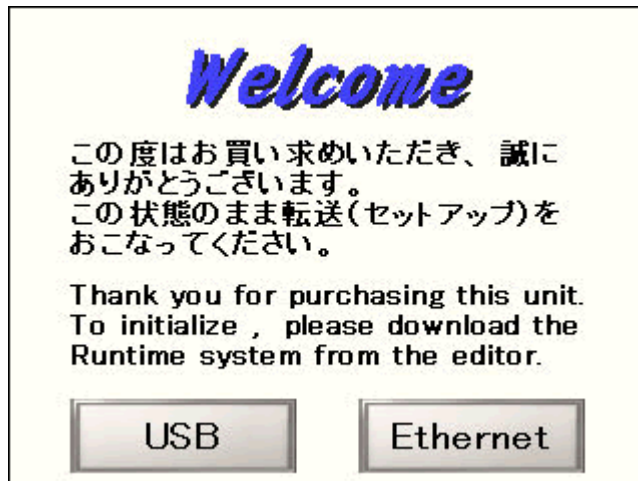 Welcome
この度はお買い求めいただき、誠に
ありがとうございます。
この状態のまま転送(セットアップ)を
おこなってください。
Thank you for purchasing this unit.
To initialize , please download the
Runtime system from the editor.
USB
Ethernet